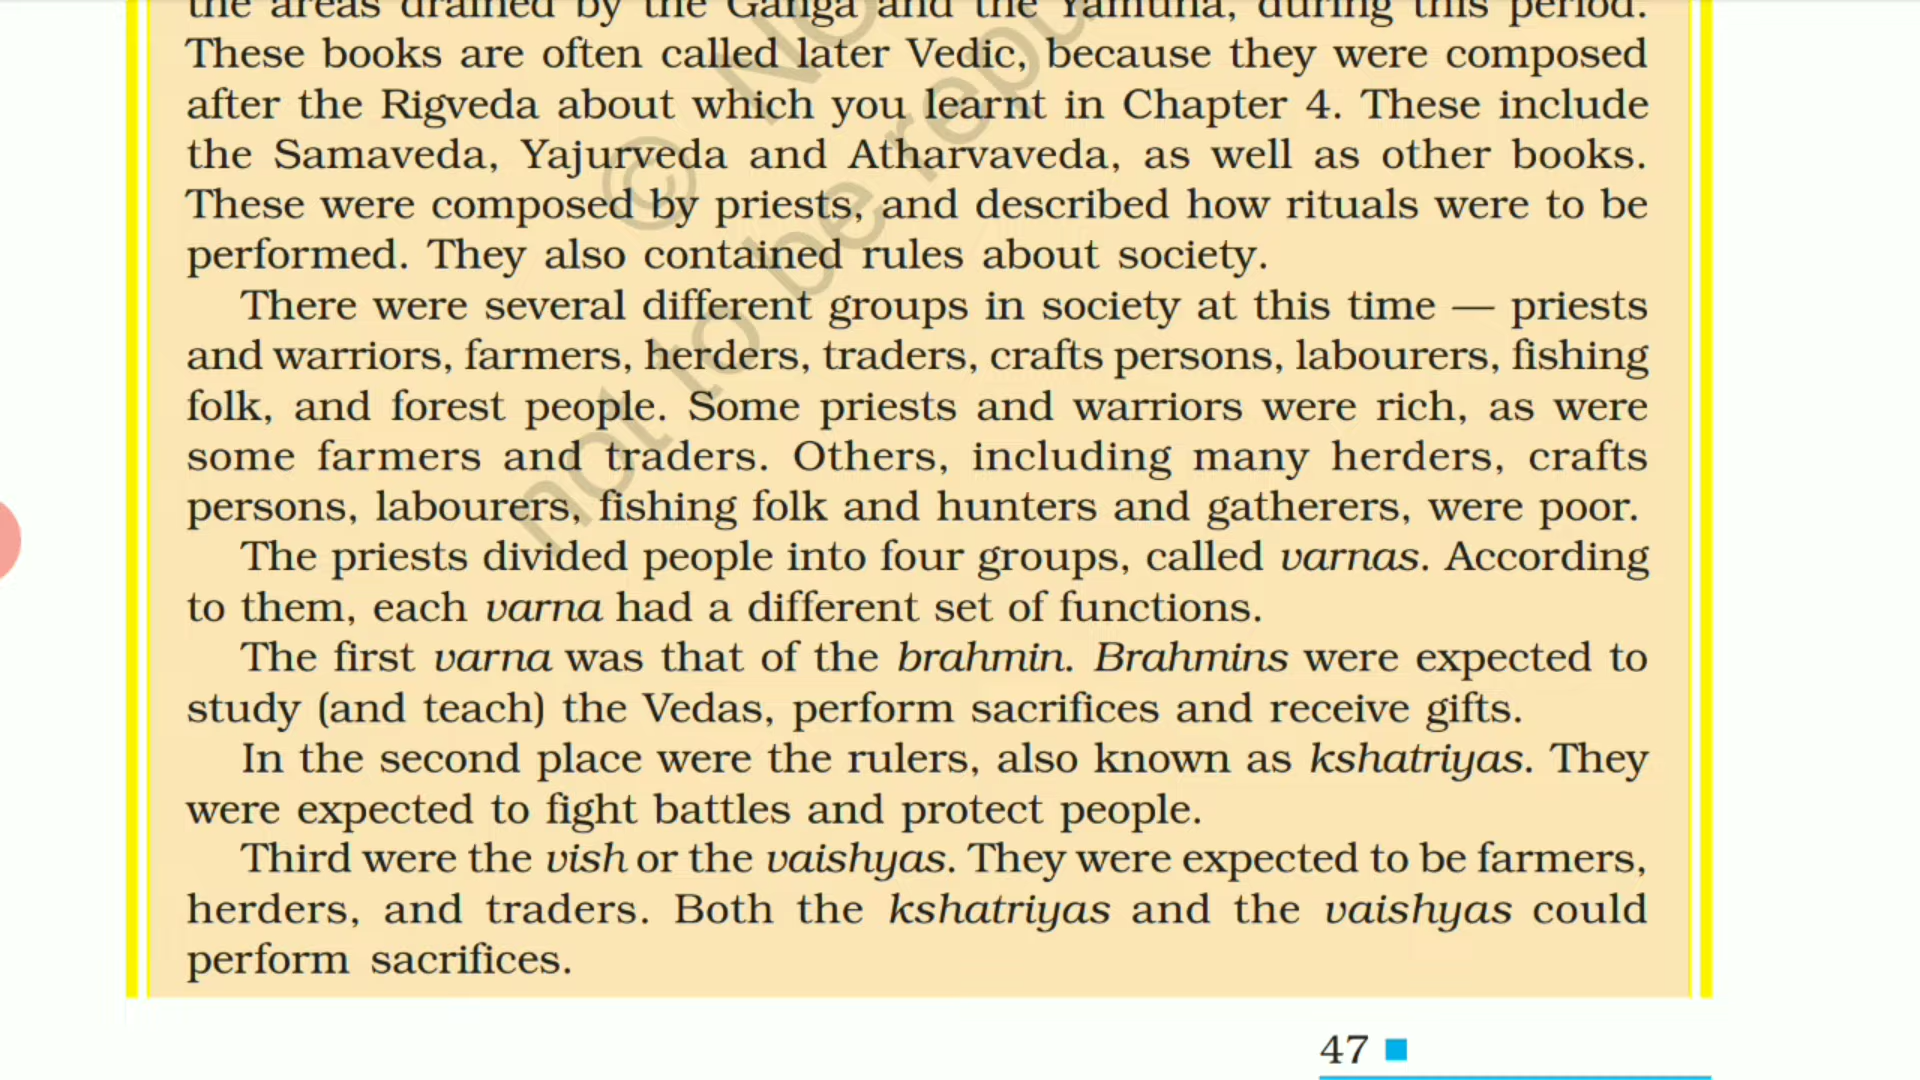 the areas drained by the Ganga and the Yamuna, during this period.
These books are often called later Vedic, because they were composed
after the Rigveda about which you learnt in Chapter 4. These include
the Samaveda, Yajurveda and Atharvaveda, as well as other books.
These were composed by priests, and described how rituals were to be
performed. They also contained rules about society.
There were several different groups in society at this time — priests
and warriors, farmers, herders, traders, crafts persons, labourers, fishing
folk, and forest people. Some priests and warriors were rich, as were
some farmers and traders. Others, including many herders, crafts
persons, labourers, fishing folk and hunters and gatherers, were poor.
The priests divided people into four groups, called varnas. According
to them, each varna had a different set of functions.
The first varna was that of the brahmin. Brahmins were expected to
study (and teach) the Vedas, perform sacrifices and receive gifts.
In the second place were the rulers, also known as kshatriyas. They
were expected to fight battles and protect people.
Third were the vish or the vaishyas. They were expected to be farmers,
herders, and traders. Both the kshatriyas and the vaishyas could
perform sacrifices.
47
©
not to be repu